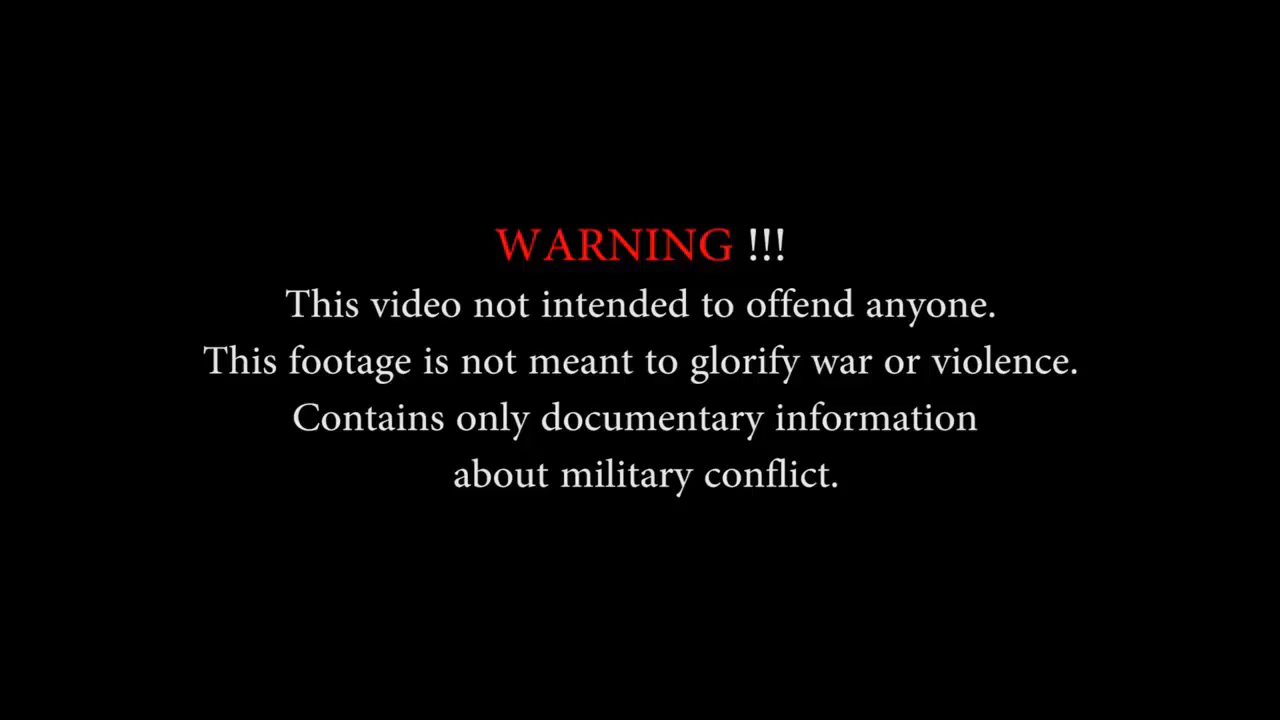 WARNING !!!
This video not intended to offend anyone.
This footage is not meant to glorify war or violence.
Contains only documentary information
about military conflict.